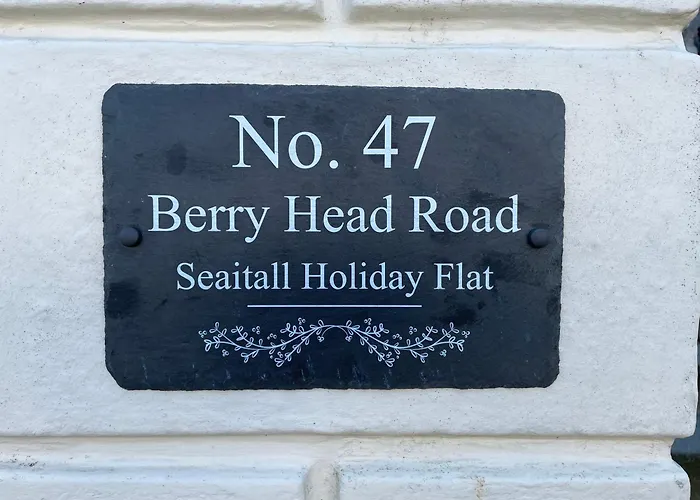 No. 47
Berry Head Road
Seaitall Holiday Flat